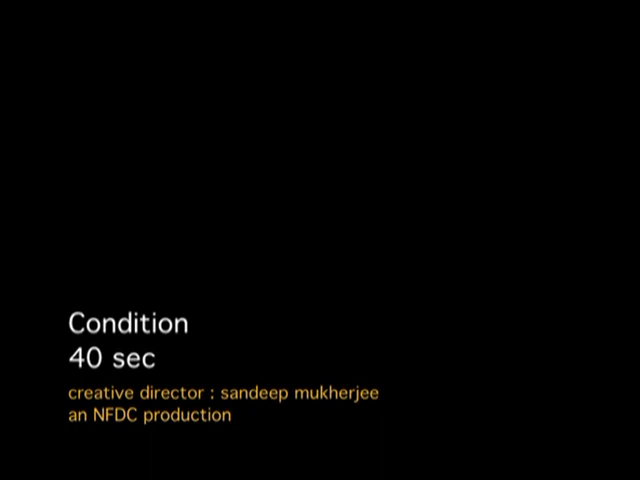 Condition
40 sec
creative director : sandeep mukherjee
an NFDC production